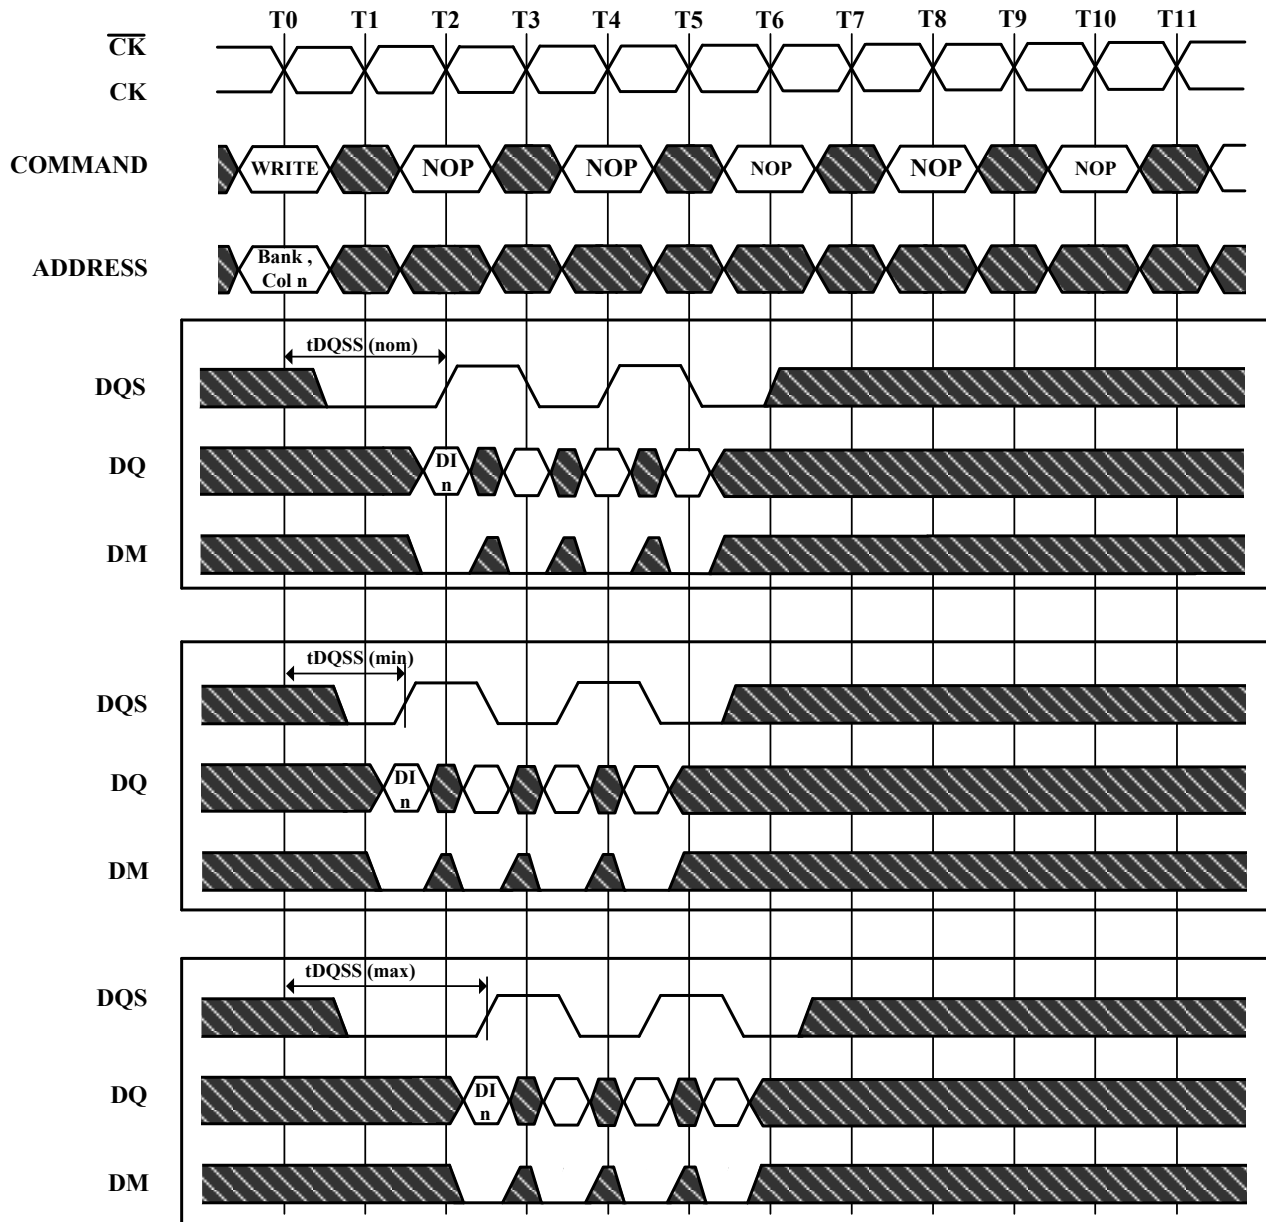 T0 T1 T2 T3 T4 T5 T6 T7 T8 T9 T10 T11
CK
CK
COMMAND WRITE NOP NOP NOP NOP NOP
ADDRESS Bank ,
Col n
tDQSS (nom)
DQS
DQ DI
n
DM
tDQSS (min)
DQS
DQ DI
n
DM
tDQSS (max)
DQS
DQ DI
n
DM